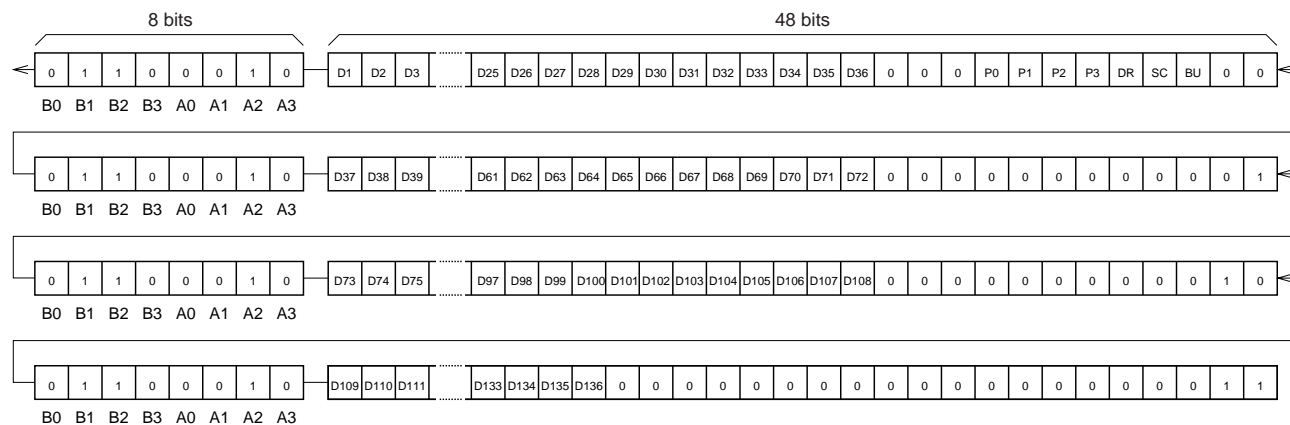 8 bits 48 bits
0 1 1 0 0 0 1 0 D1 D2 D3 D25 D26 D27 D28 D29 D30 D31 D32 D33 D34 D35 D36 0 0 0 P0 P1 P2 P3 DR SC BU 0 0
B0 B1 B2 B3 A0 A1 A2 A3
0 1 1 0 0 0 1 0 D37 D38 D39 D61 D62 D63 D64 D65 D66 D67 D68 D69 D70 D71 D72 0 0 0 0 0 0 0 0 0 0 0 1
B0 B1 B2 B3 A0 A1 A2 A3
0 1 1 0 0 0 1 0 D73 D74 D75 D97 D98 D99 D100 D101 D102 D103 D104 D105 D106 D107 D108 0 0 0 0 0 0 0 0 0 0 1 0
B0 B1 B2 B3 A0 A1 A2 A3
0 1 1 0 0 0 1 0 D109 D110 D111 D133 D134 D135 D136 0 0 0 0 0 0 0 0 0 0 0 0 0 0 0 0 0 0 1 1
B0 B1 B2 B3 A0 A1 A2 A3